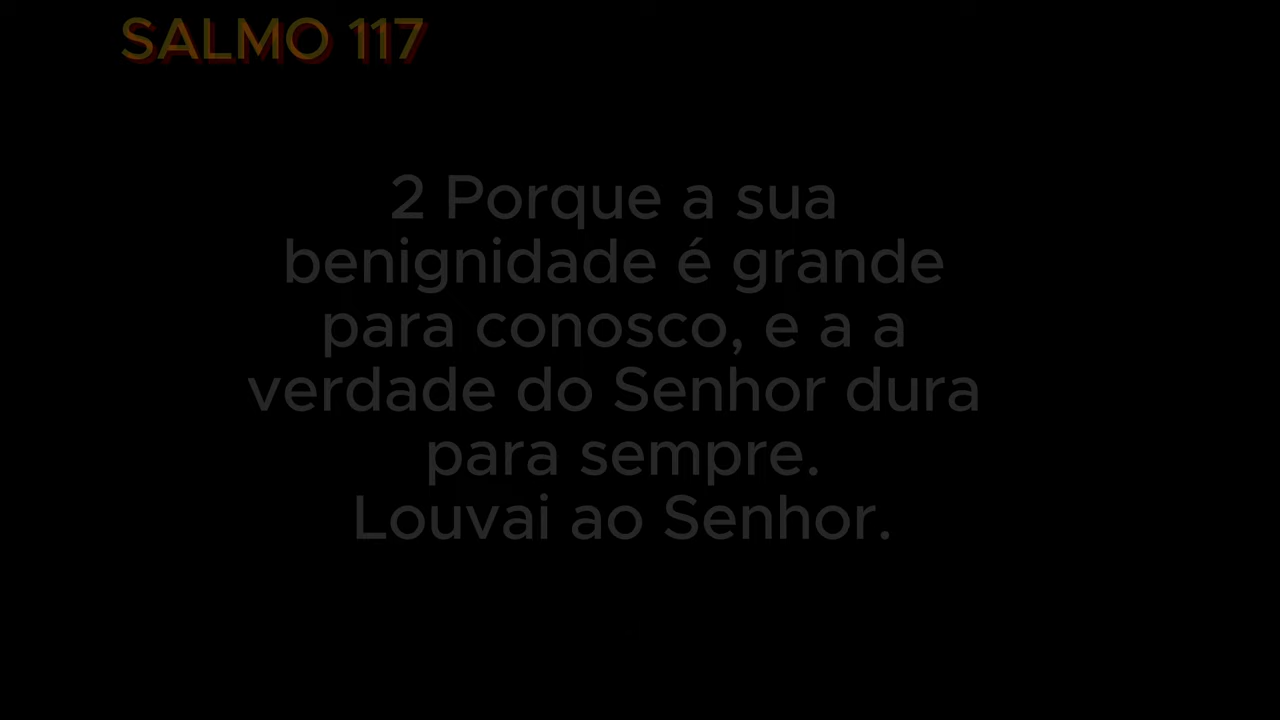 SALMO 117
2 Porque a sua
benignidade é grande
para conosco, e a a
verdade do Senhor dura
para sempre.
Louvai ao Senhor.